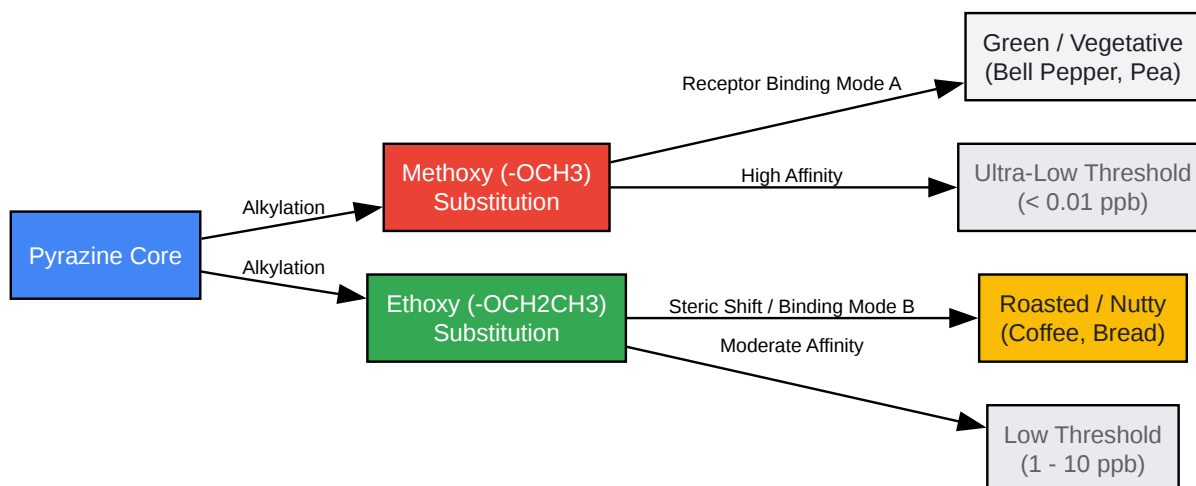 Pyrazine Core
Alkylation
Alkylation
Methoxy (-OCH3)
Substitution
Ethoxy (-OCH2CH3)
Substitution
Receptor Binding Mode A
High Affinity
Steric Shift / Binding Mode B
Moderate Affinity
Green / Vegetative
(Bell Pepper, Pea)
Ultra-Low Threshold
(< 0.01 ppb)
Roasted / Nutty
(Coffee, Bread)
Low Threshold
(1 - 10 ppb)